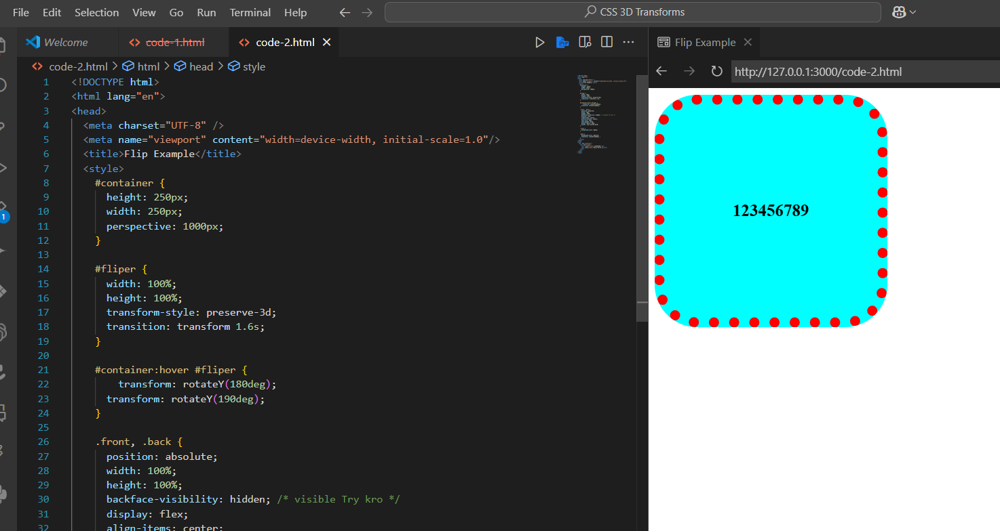 File Edit Selection View Go Run Terminal Help
CSS 3D Transforms
Welcome
code-1.html
code-2.html
Flip Example
code-2.html > html > head > style
http://127.0.0.1:3000/code-2.html
1 <!DOCTYPE html>
2 <html lang="en">
3 <head>
4 <meta charset="UTF-8" />
5 <meta name="viewport" content="width=device-width, initial-scale=1.0"/>
6 <title>Flip Example</title>
7 <style>
8 #container {
9 height: 250px;
10 width: 250px;
11 perspective: 1000px;
12 }
13
14 #fliper {
15 width: 100%;
16 height: 100%;
17 transform-style: preserve-3d;
18 transition: transform 1.6s;
19 }
20
21 #container:hover #fliper {
22 transform: rotateY(180deg);
23 transform: rotateY(190deg);
24 }
25
26 .front, .back {
27 position: absolute;
28 width: 100%;
29 height: 100%;
30 backface-visibility: hidden; /* visible Try kro */
31 display: flex;
32 align-items: center;
1
123456789